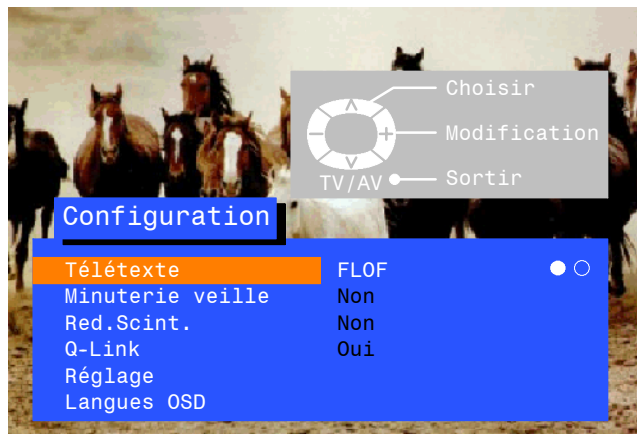 Choisir
Modification
TV/AV Sortir
Configuration
Télétexte FLOF
Minuterie veille Non
Red.Scint. Non
Q-Link Oui
Réglage
Langues OSD